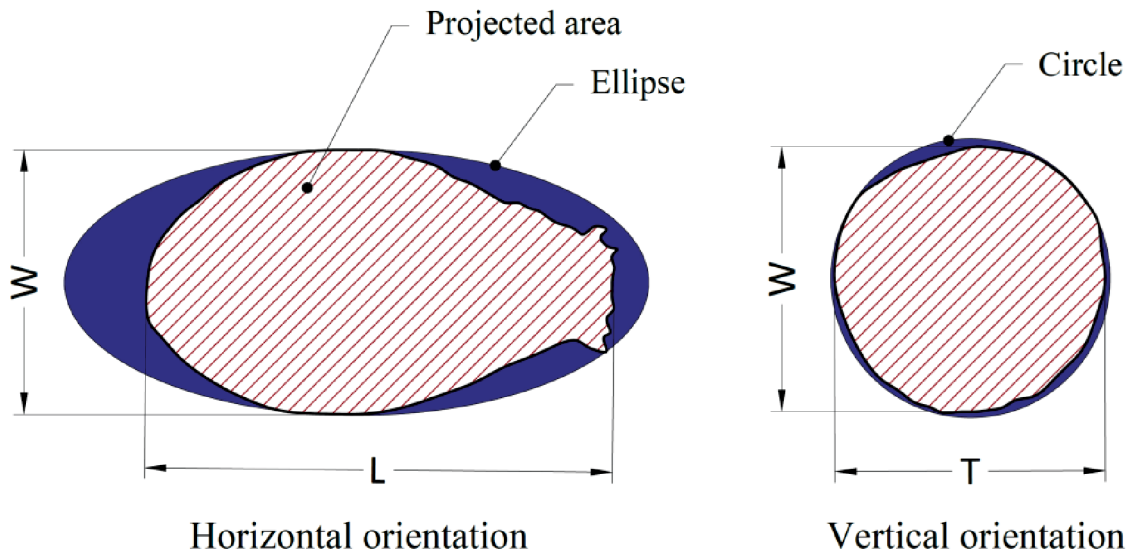 Projected area
Ellipse
Circle
W
W
L
T
Horizontal orientation
Vertical orientation